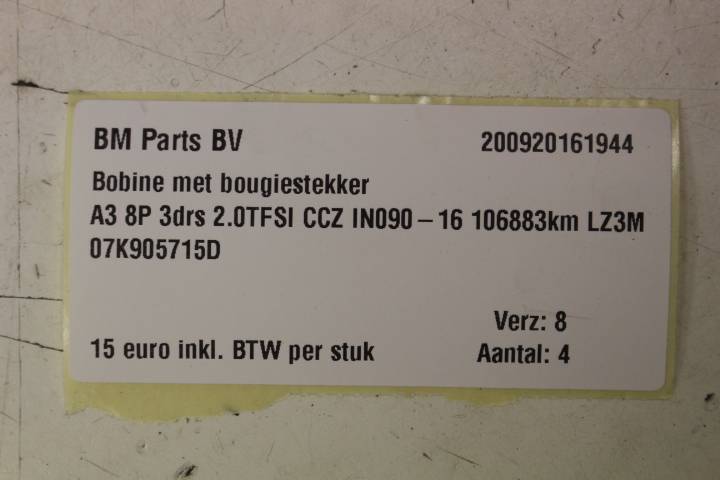 BM Parts BV 200920161944
Bobine met bougiestekker
A3 8P 3drs 2.0TFSI CCZ IN090-16 106883km LZ3M
07K905715D
Verz: 8
15 euro inkl. BTW per stuk Aantal: 4